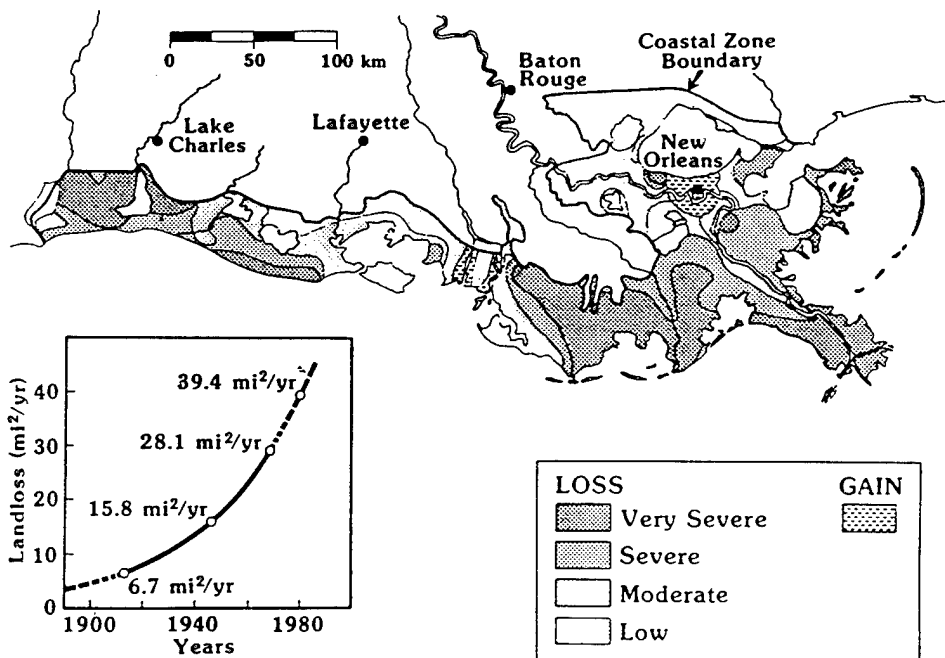 0 50 100 km
Coastal Zone
Boundary
Baton
Rouge
Lake
Charles
Lafayette
New
Orleans
Landloss (mi²/yr)
40
30
20
10
0
39.4 mi²/yr
28.1 mi²/yr
15.8 mi²/yr
6.7 mi²/yr
1900 1940 1980
Years
LOSS GAIN
Very Severe
Severe
Moderate
Low